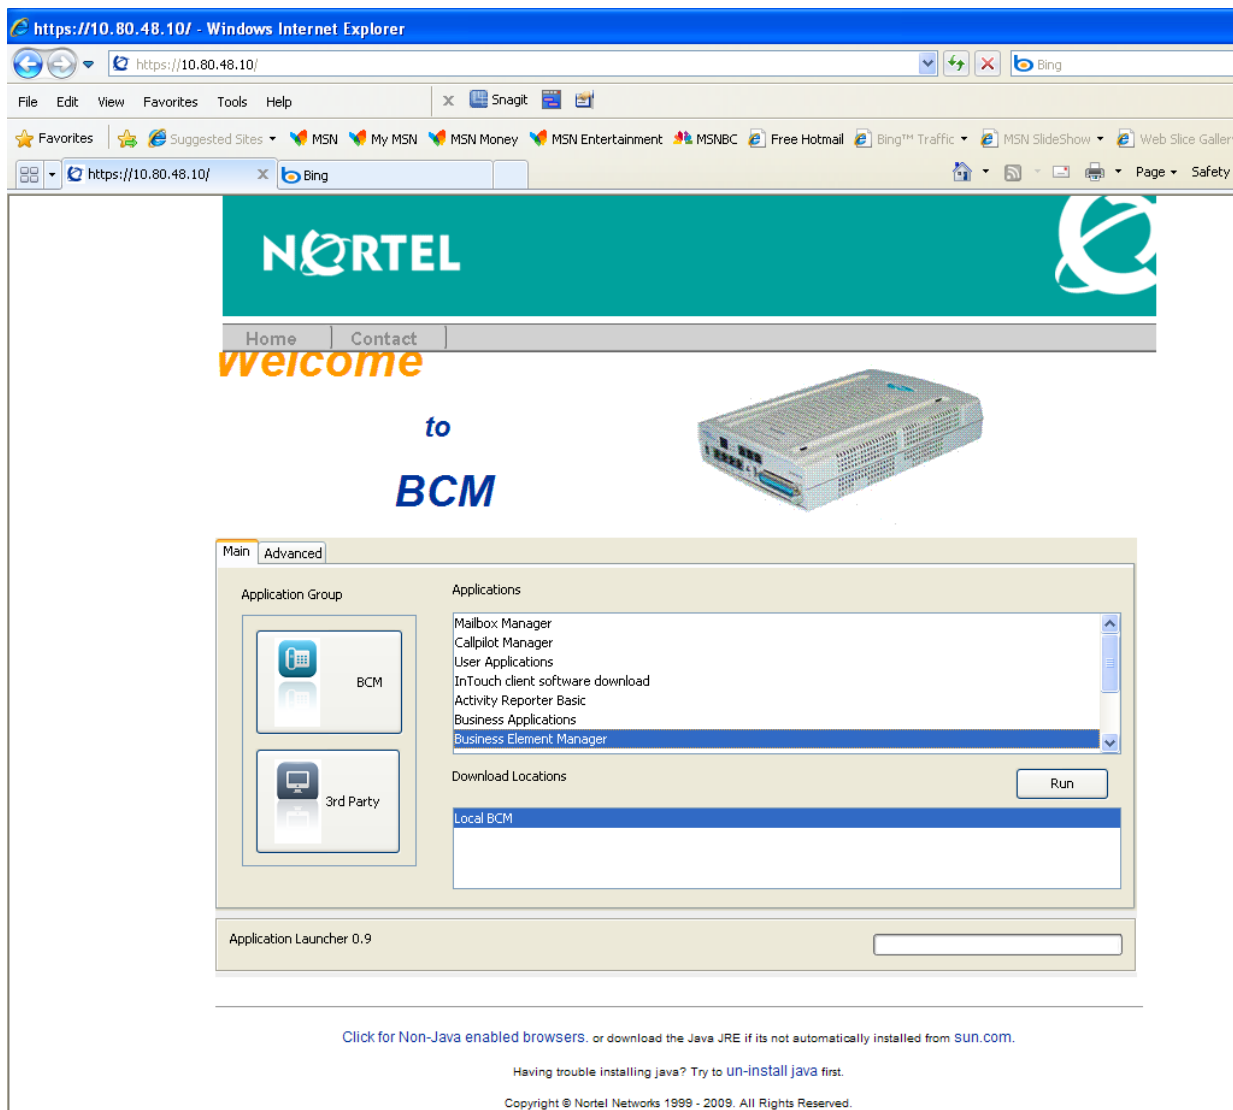 https://10.80.48.10/ - Windows Internet Explorer
https://10.80.48.10/ Bing
File Edit View Favorites Tools Help x Snagit
Favorites Suggested Sites MSN My MSN MSN Money MSN Entertainment MSNBC Free Hotmail Bing™ Traffic MSN SlideShow Web Slice Galler
https://10.80.48.10/ X Bing Page Safety
NORTEL
Home Contact
Welcome
to
BCM
Main Advanced
Application Group
BCM
3rd Party
Applications
Mailbox Manager
Callpilot Manager
User Applications
InTouch client software download
Activity Reporter Basic
Business Applications
Business Element Manager
Download Locations
Run
Local BCM
Application Launcher 0.9
Click for Non-Java enabled browsers. or download the Java JRE if its not automatically installed from sun.com.
Having trouble installing java? Try to un-install java first.
Copyright © Nortel Networks 1999 - 2009. All Rights Reserved.